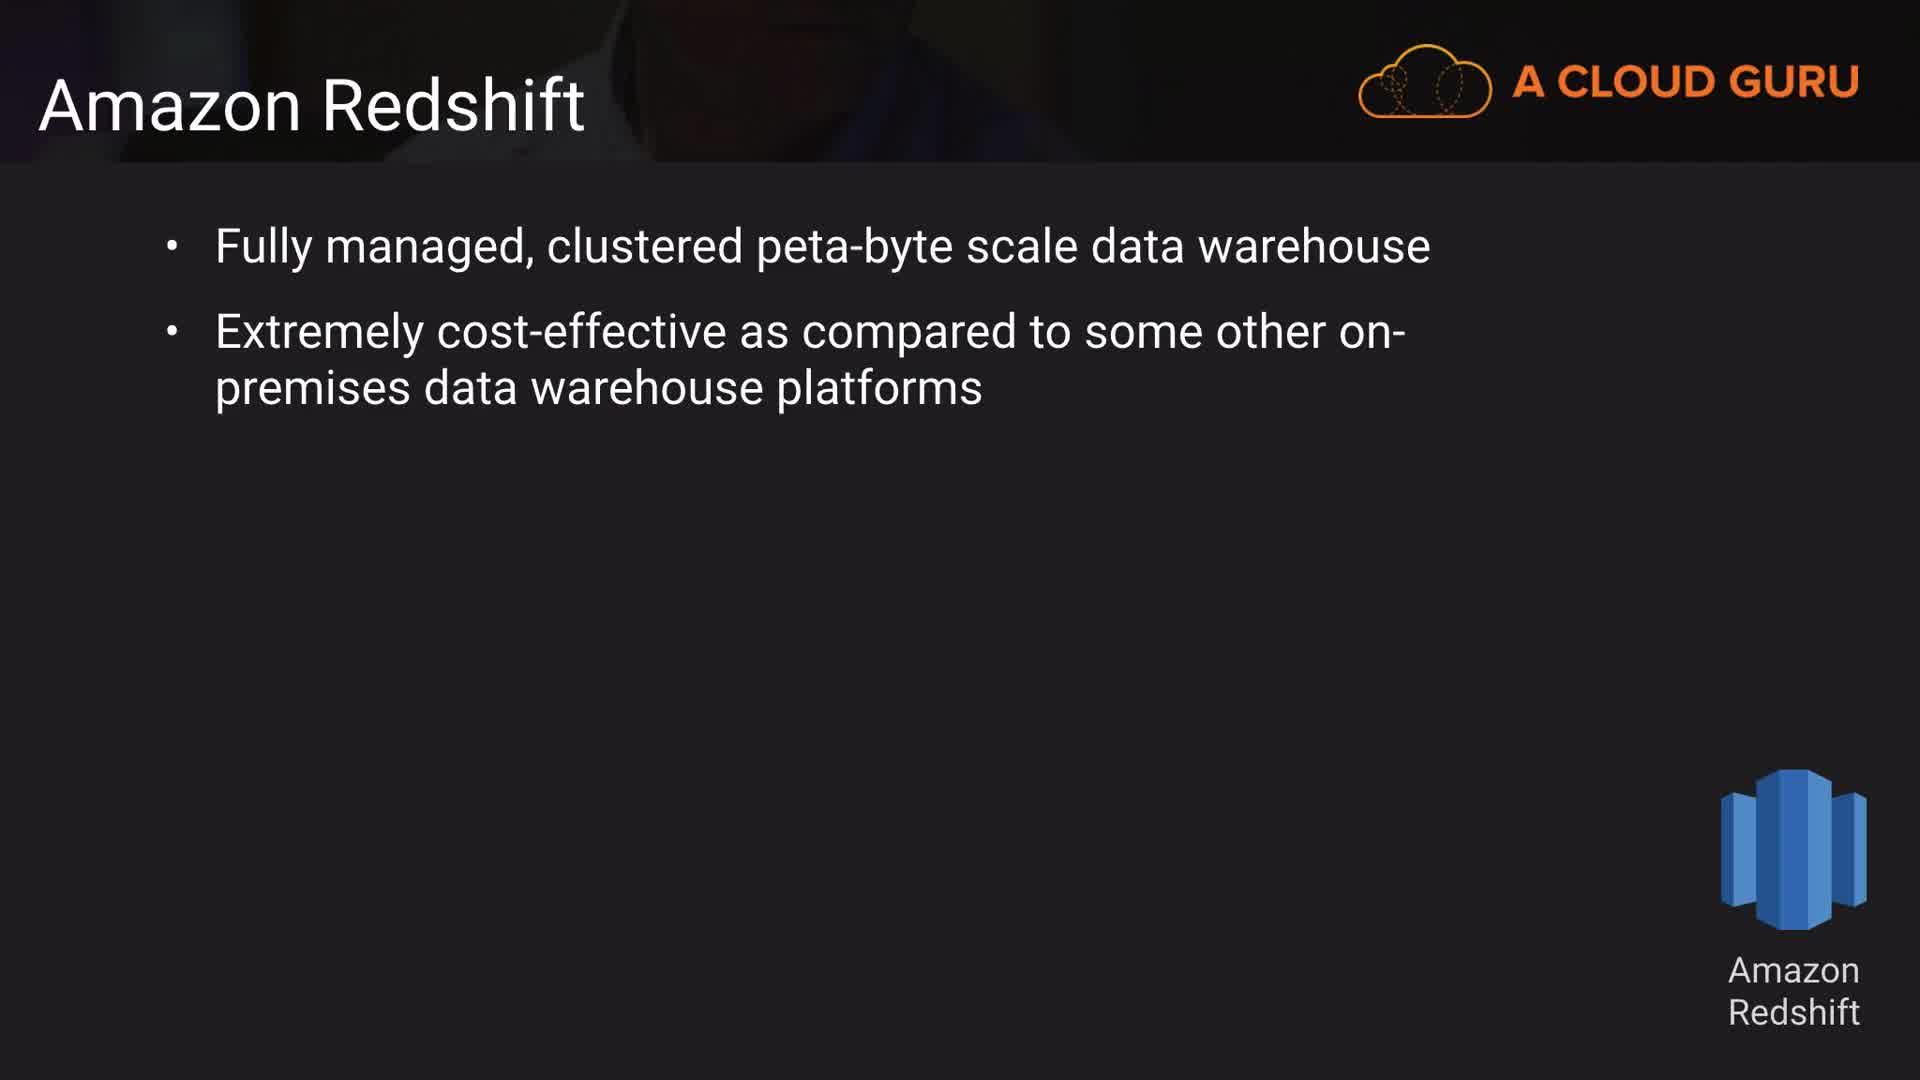 Amazon Redshift
A CLOUD GURU
• Fully managed, clustered peta-byte scale data warehouse
• Extremely cost-effective as compared to some other on-
premises data warehouse platforms
Amazon
Redshift